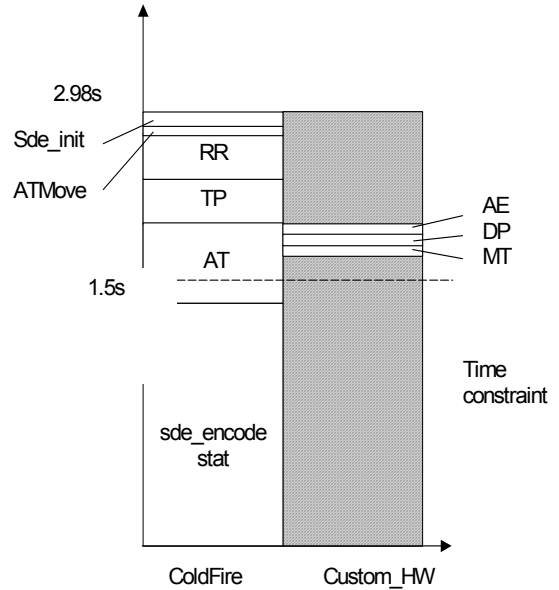 2.98s
Sde_init
RR
ATMove
TP
AE
DP
AT
MT
1.5s
Time
constraint
sde_encode
stat
ColdFire
Custom_HW